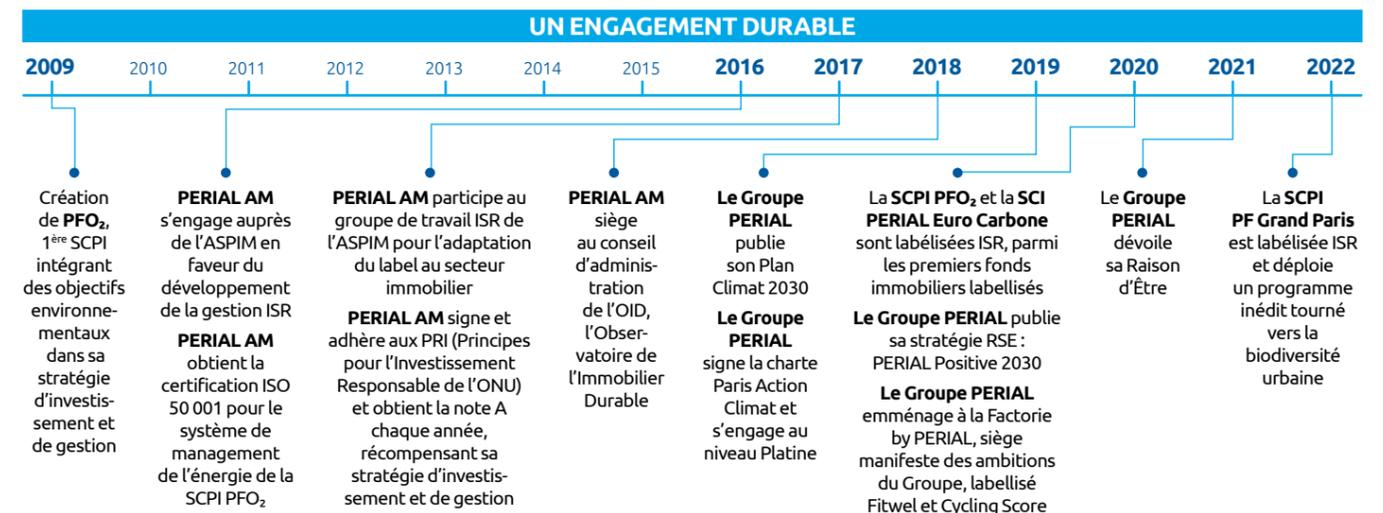 UN ENGAGEMENT DURABLE
2009 2010 2011 2012 2013 2014 2015 2016 2017 2018 2019 2020 2021 2022
Création
de PFO₂,
1ère SCPI
intégrant
des objectifs
environne-
mentaux
dans sa
stratégie
d’investis-
sement et
de gestion
PERIAL AM
s’engage auprès
de l’ASPIM en
faveur du
développement
de la gestion ISR
PERIAL AM
obtient la
certification ISO
50 001 pour le
système de
management
de l’énergie de la
SCPI PFO₂
PERIAL AM participe au
groupe de travail ISR de
l’ASPIM pour l’adaptation
du label au secteur
immobilier
PERIAL AM signe et
adhère aux PRI (Principes
pour l’Investissement
Responsable de l’ONU)
et obtient la note A
chaque année,
récompensant sa
stratégie d’investis-
sement et de gestion
PERIAL AM
siège
au conseil
d’adminis-
tration
de l’OID,
l’Obser-
vatoire de
l’Immobilier
Durable
Le Groupe
PERIAL
publie
son Plan
Climat 2030
Le Groupe
PERIAL
signe la charte
Paris Action
Climat et
s’engage au
niveau Platine
La SCPI PFO₂ et la SCI
PERIAL Euro Carbone
sont labélisées ISR, parmi
les premiers fonds
immobiliers labellisés
Le Groupe PERIAL publie
sa stratégie RSE :
PERIAL Positive 2030
Le Groupe PERIAL
emménage à la Factorie
by PERIAL, siège
manifeste des ambitions
du Groupe, labellisé
Fitwel et Cycling Score
Le Groupe
PERIAL
dévoile
sa Raison
d’Être
La SCPI
PF Grand Paris
est labélisée ISR
et déploie
un programme
inédit tourné
vers la
biodiversité
urbaine